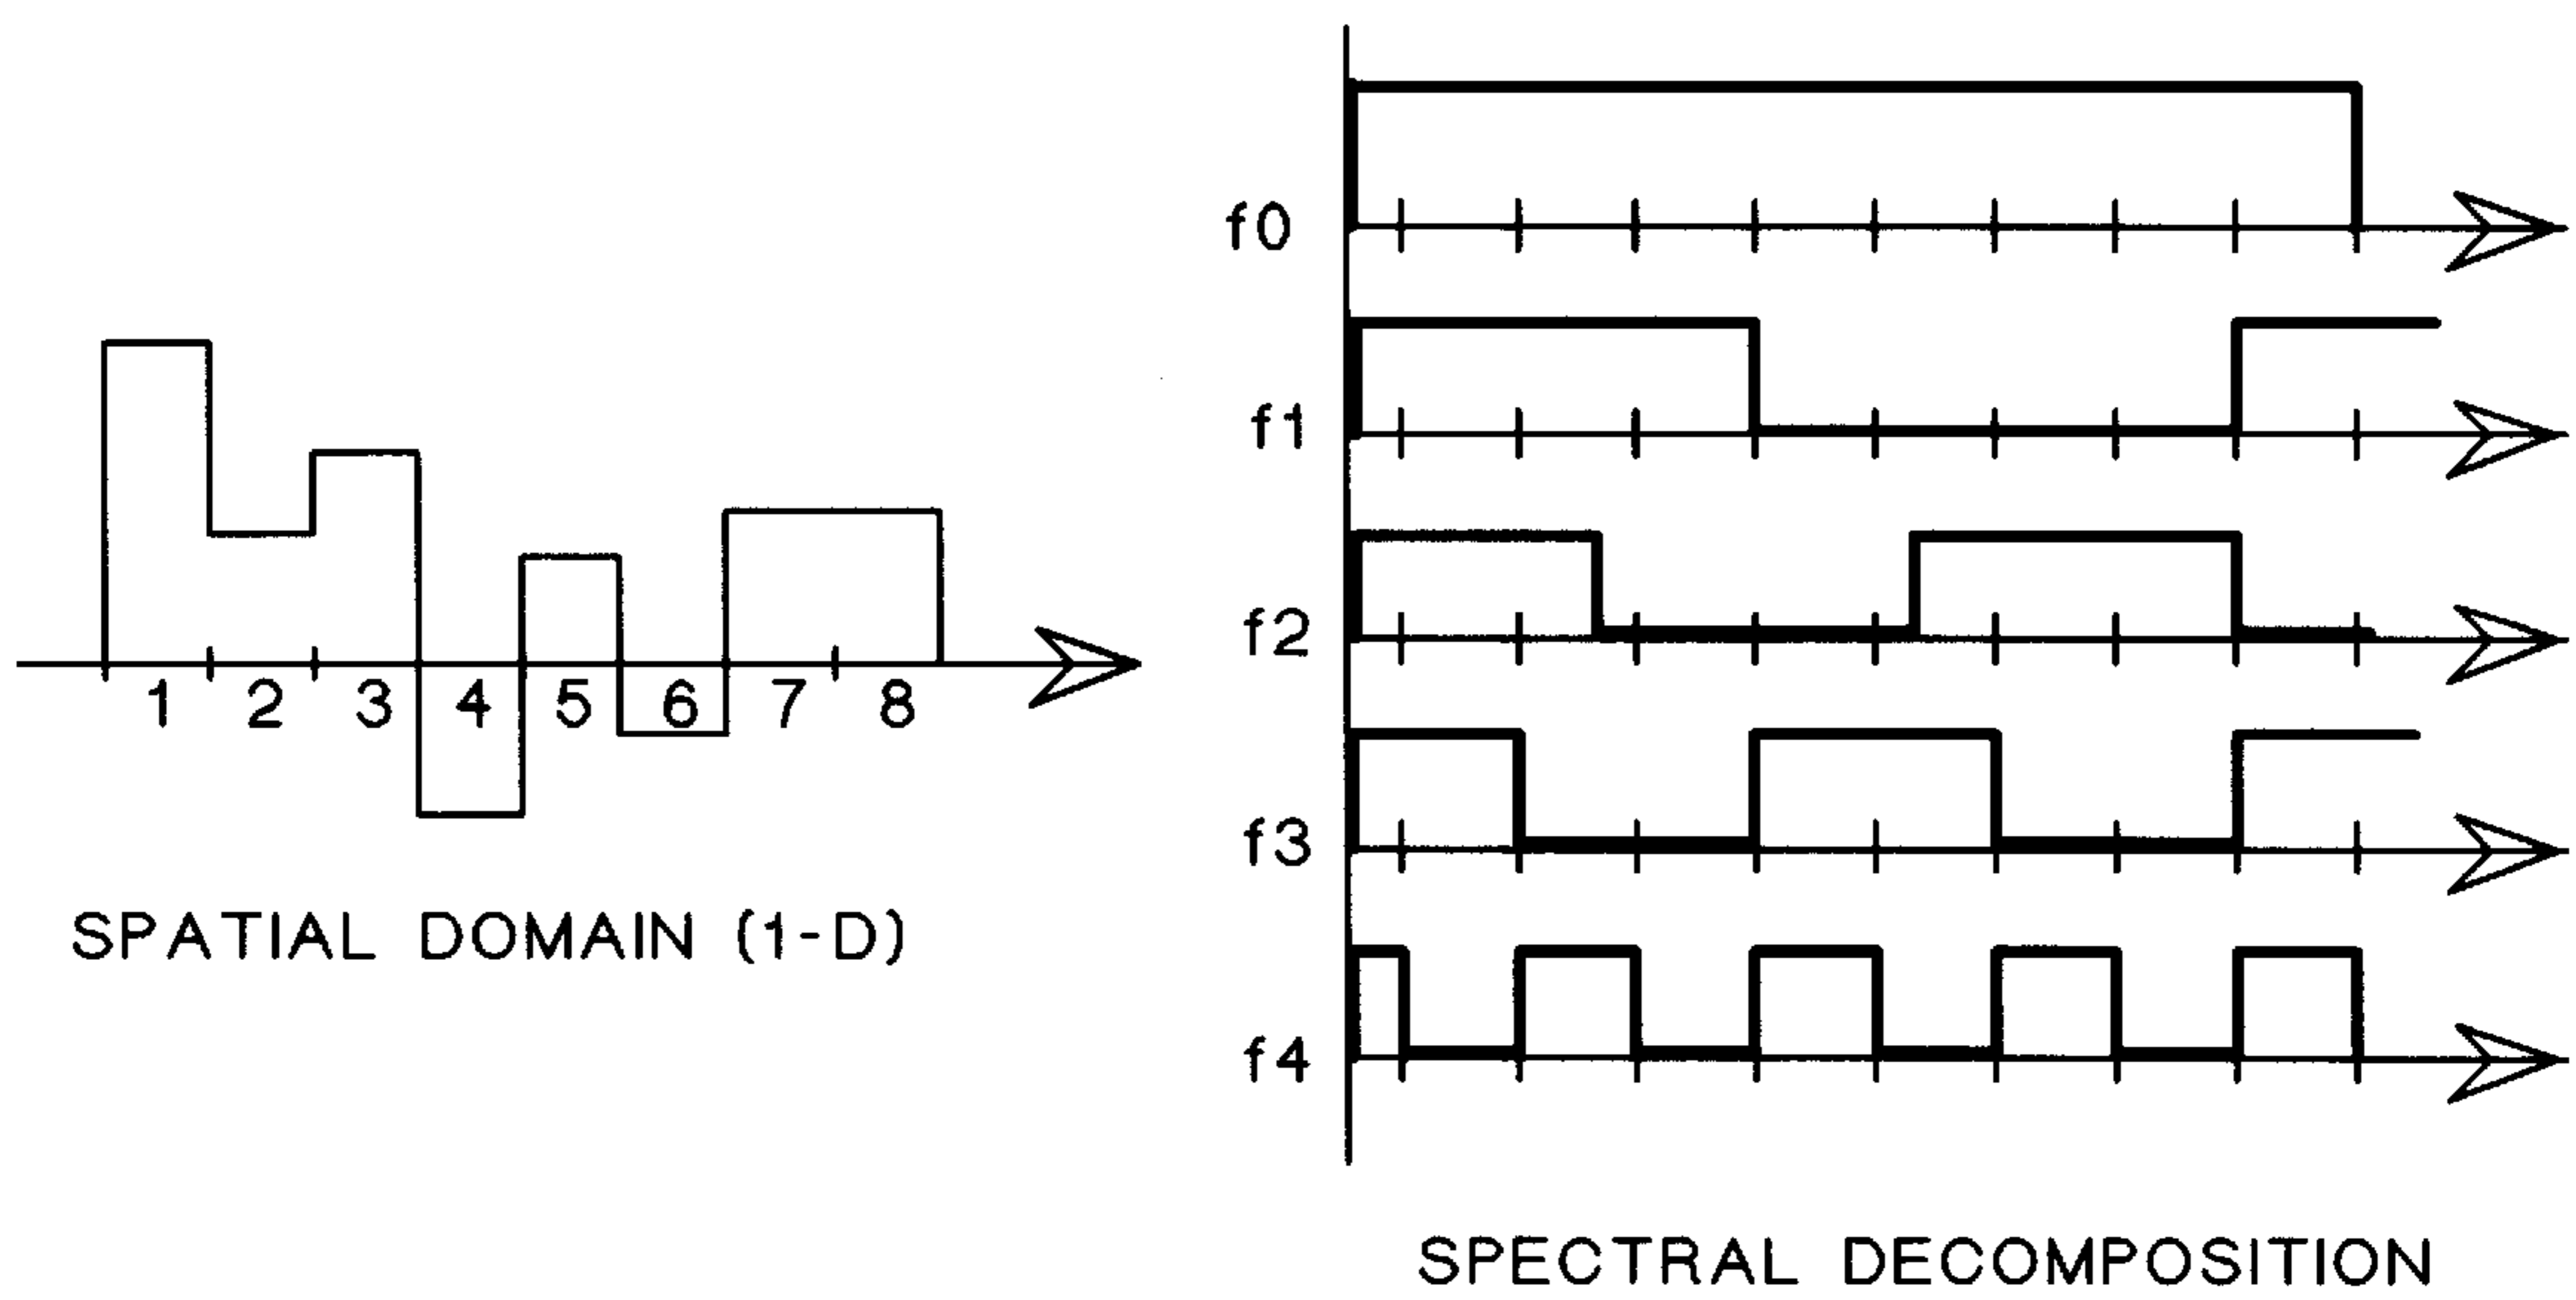 1 2 3 4 5 6 7 8
SPATIAL DOMAIN (1-D)
f0
f1
f2
f3
f4
SPECTRAL DECOMPOSITION